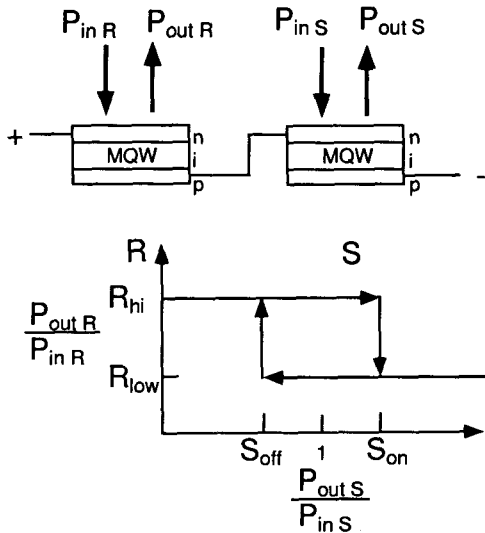 P in R P out R P in S P out S
+ n n
MQW i MQW i
p p -
R S
R hi
P out R
P in R
R low
S off 1 S on
P out S
P in S